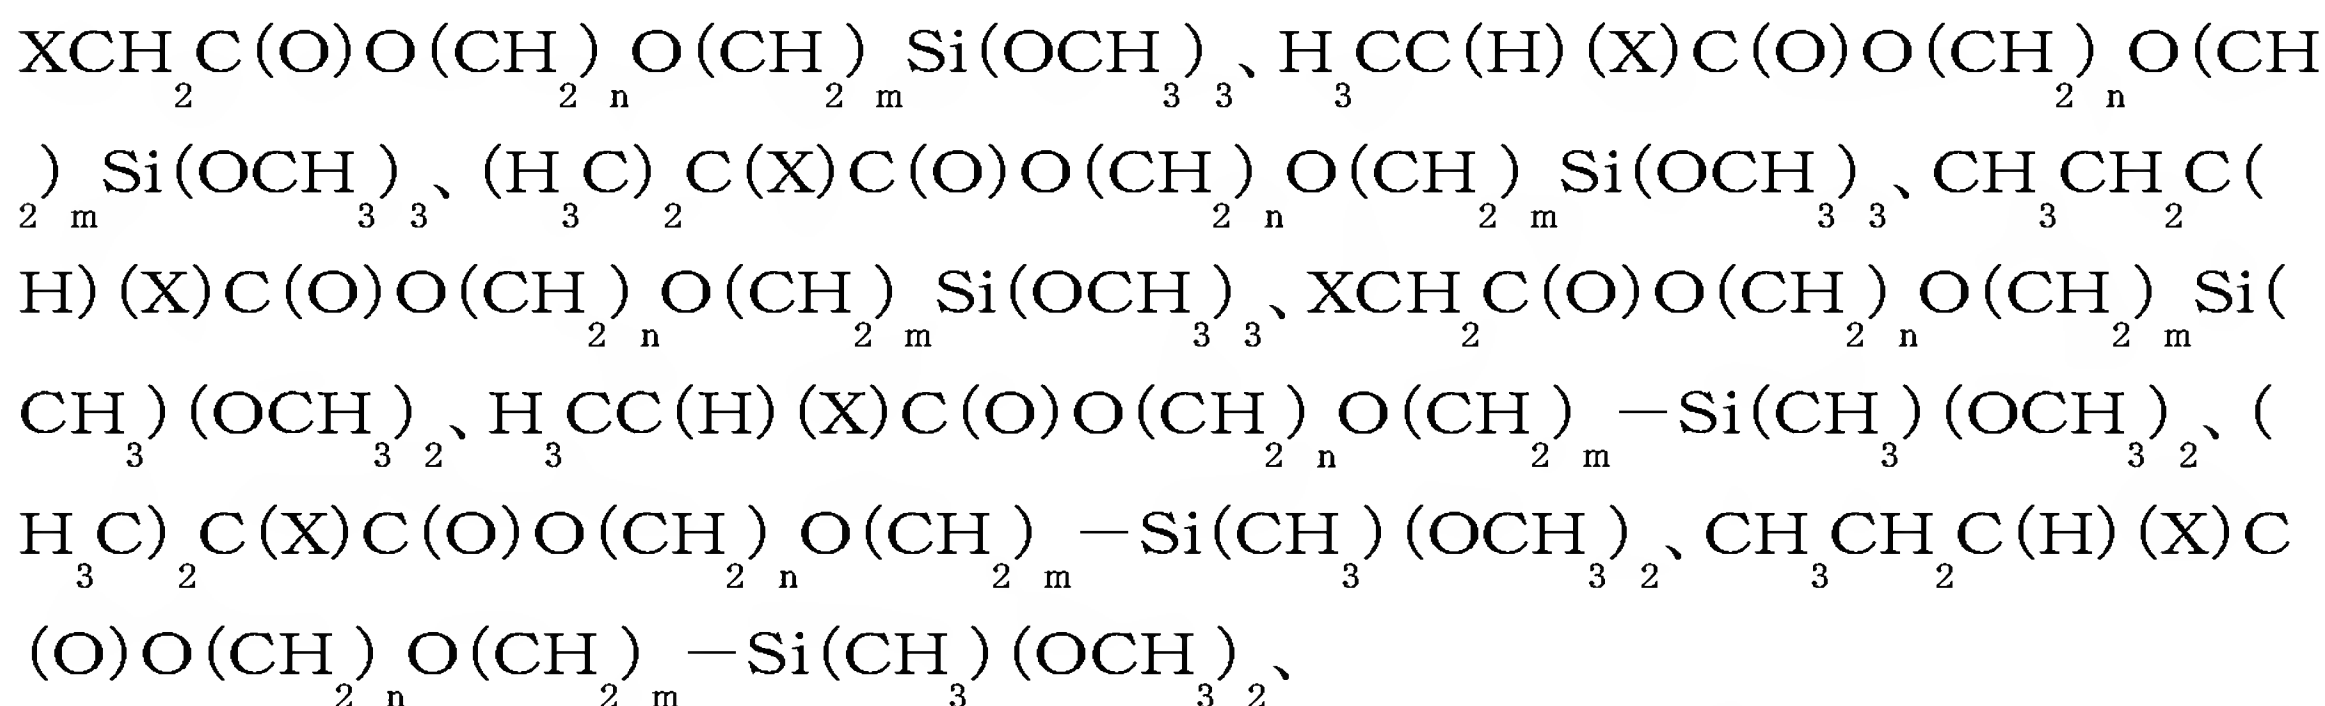 XCH₂C(O)O(CH₂)ₙO(CH₂)ₘSi(OCH₃)₃、H₃CC(H)(X)C(O)O(CH₂)ₙO(CH
₂)ₘSi(OCH₃)₃、(H₃C)₂C(X)C(O)O(CH₂)ₙO(CH₂)ₘSi(OCH₃)₃、CH₃CH₂C(
H)(X)C(O)O(CH₂)ₙO(CH₂)ₘSi(OCH₃)₃、XCH₂C(O)O(CH₂)ₙO(CH₂)ₘSi(
CH₃)(OCH₃)₂、H₃CC(H)(X)C(O)O(CH₂)ₙO(CH₂)ₘ−Si(CH₃)(OCH₃)₂、(
H₃C)₂C(X)C(O)O(CH₂)ₙO(CH₂)ₘ−Si(CH₃)(OCH₃)₂、CH₃CH₂C(H)(X)C
(O)O(CH₂)ₙO(CH₂)ₘ−Si(CH₃)(OCH₃)₂、